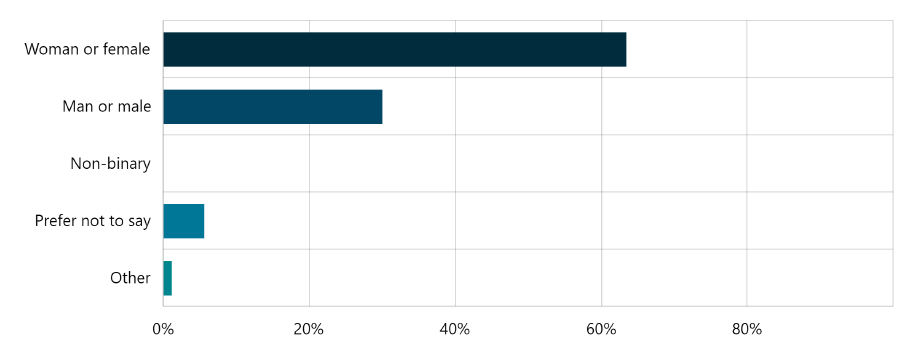 Woman or female
Man or male
Non-binary
Prefer not to say
Other
0% 20% 40% 60% 80%